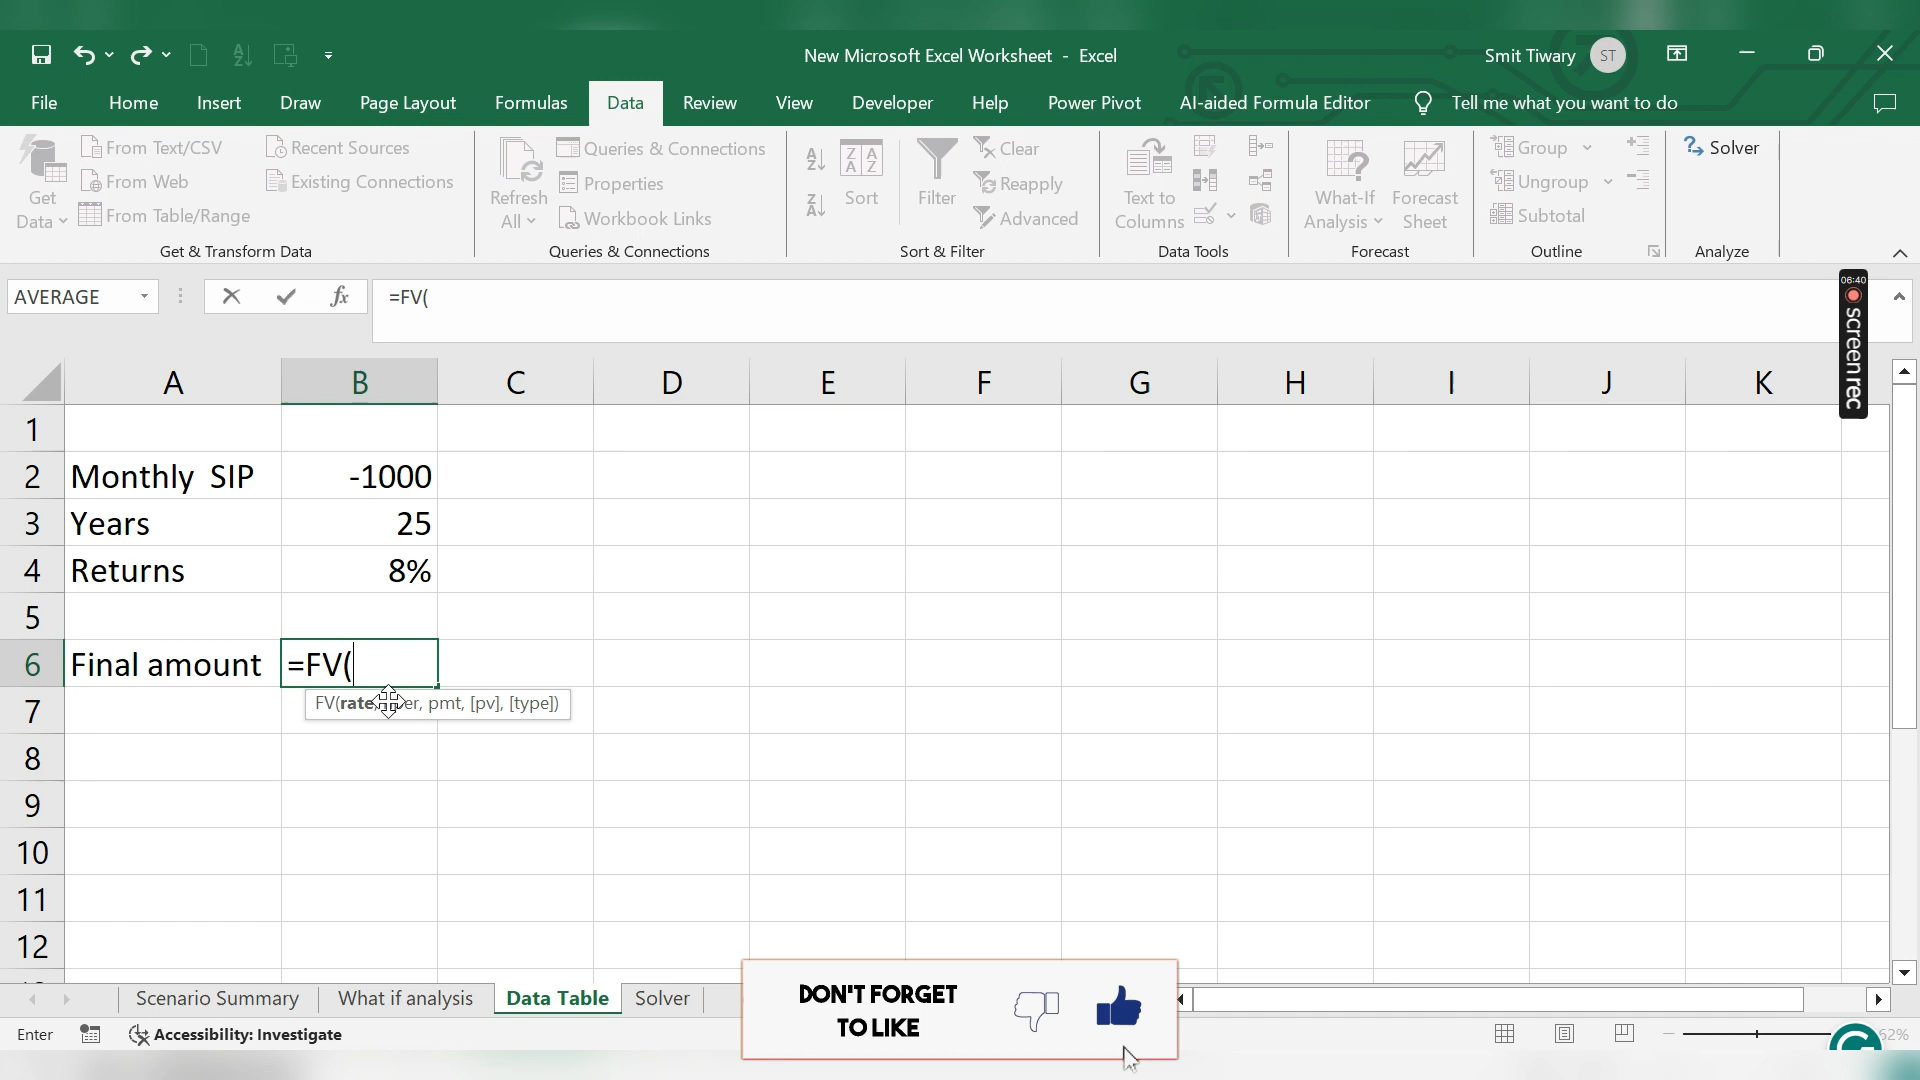 New Microsoft Excel Worksheet - Excel
Smit Tiwary ST
File Home Insert Draw Page Layout Formulas Data Review View Developer Help Power Pivot AI-aided Formula Editor Tell me what you want to do
Get Data
From Text/CSV
From Web
From Table/Range
Recent Sources
Existing Connections
Get & Transform Data
Refresh All
Queries & Connections
Properties
Workbook Links
Queries & Connections
Sort
Filter
Clear
Reapply
Advanced
Sort & Filter
Text to Columns
Data Tools
What-If Analysis
Forecast Sheet
Forecast
Group
Ungroup
Subtotal
Outline
Solver
Analyze
AVERAGE
fx
=FV(
06:40
screen rec
A B C D E F G H I J K
1
2 Monthly SIP -1000
3 Years 25
4 Returns 8%
5
6 Final amount =FV(
FV(rate, er, pmt, [pv], [type])
7
8
9
10
11
12
Scenario Summary What if analysis Data Table Solver
DON'T FORGET
TO LIKE
Enter
Accessibility: Investigate